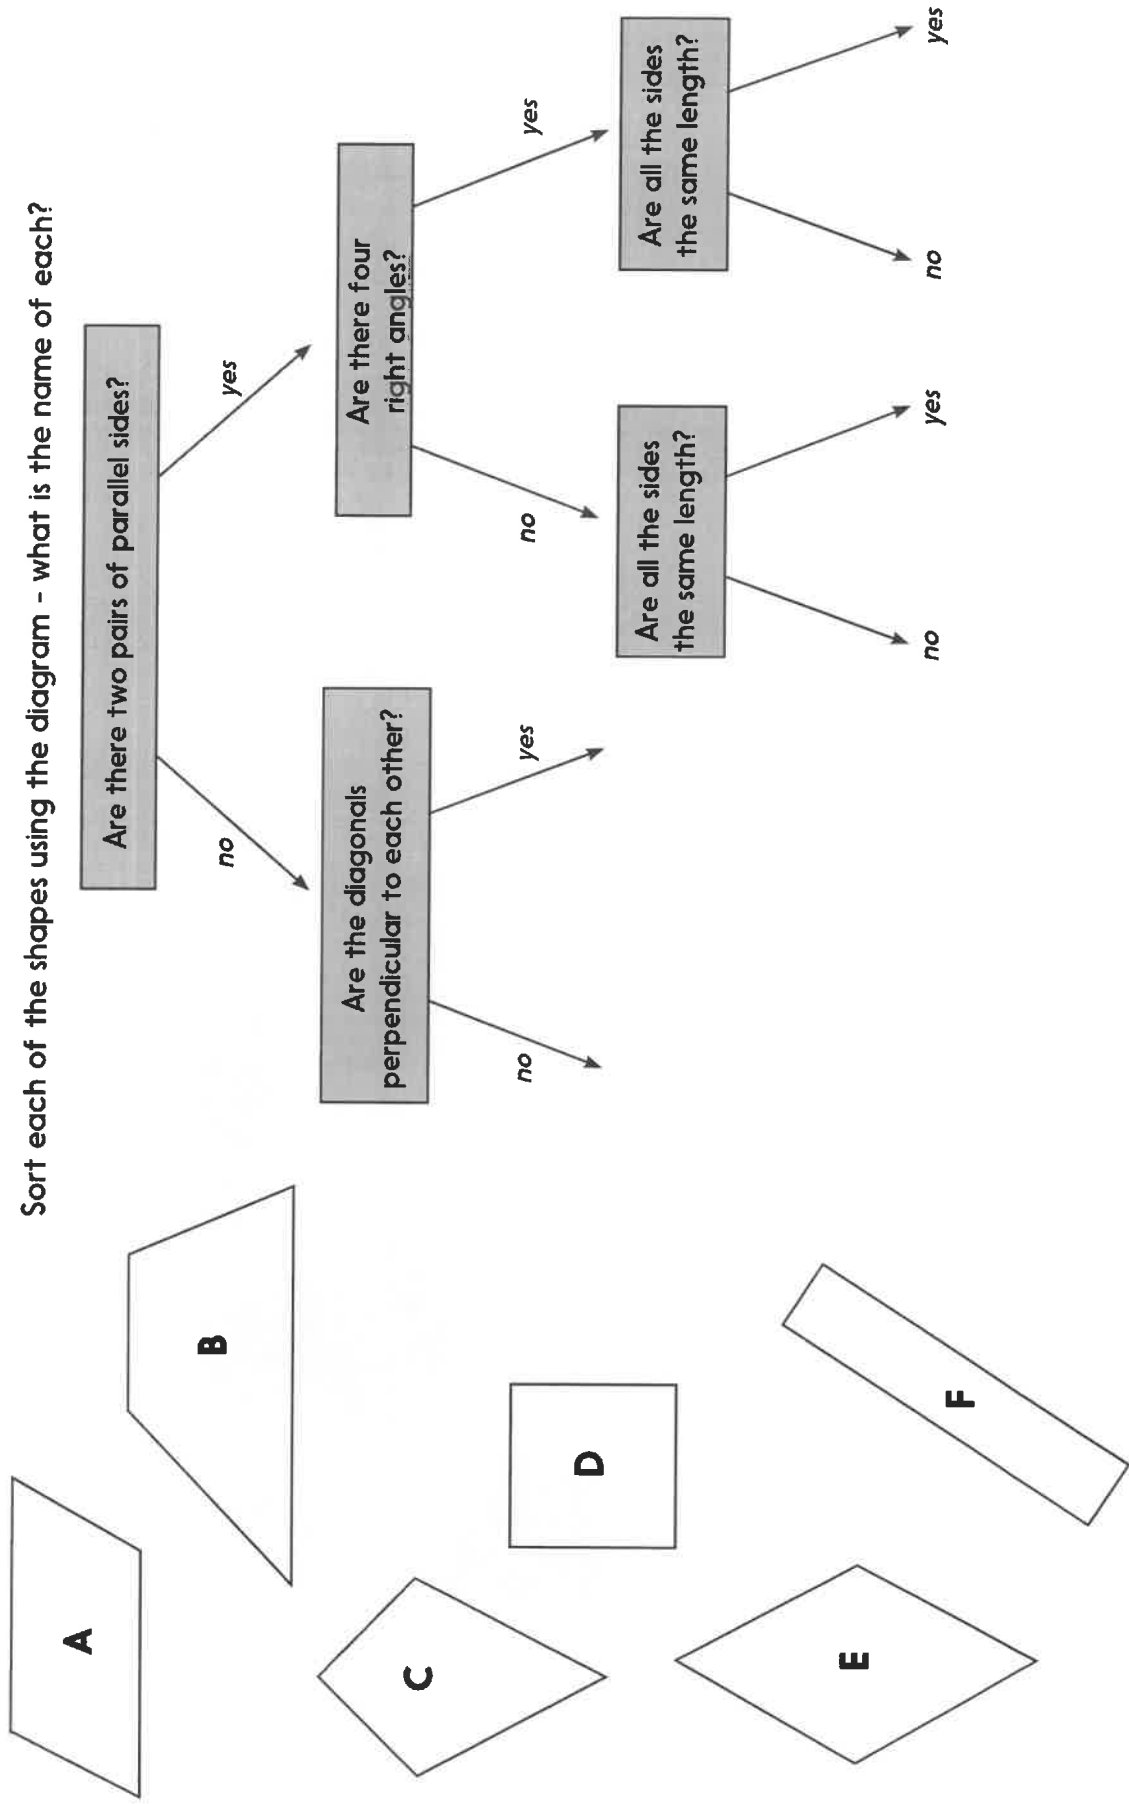 Sort each of the shapes using the diagram – what is the name of each?
A
B
C
D
E
F
Are there two pairs of parallel sides?
no
yes
Are the diagonals
perpendicular to each other?
no
yes
Are there four
right angles?
no
yes
Are all the sides
the same length?
no
yes
Are all the sides
the same length?
no
yes